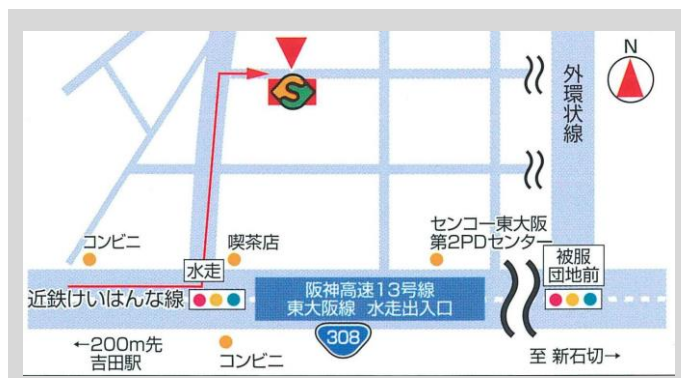 N
外環状線
コンビニ
喫茶店
センコー東大阪
第2PDセンター
水走
被服
団地前
近鉄けいはんな線
阪神高速13号線
東大阪線 水走出入口
308
←200m先
吉田駅
コンビニ
至 新石切→
S